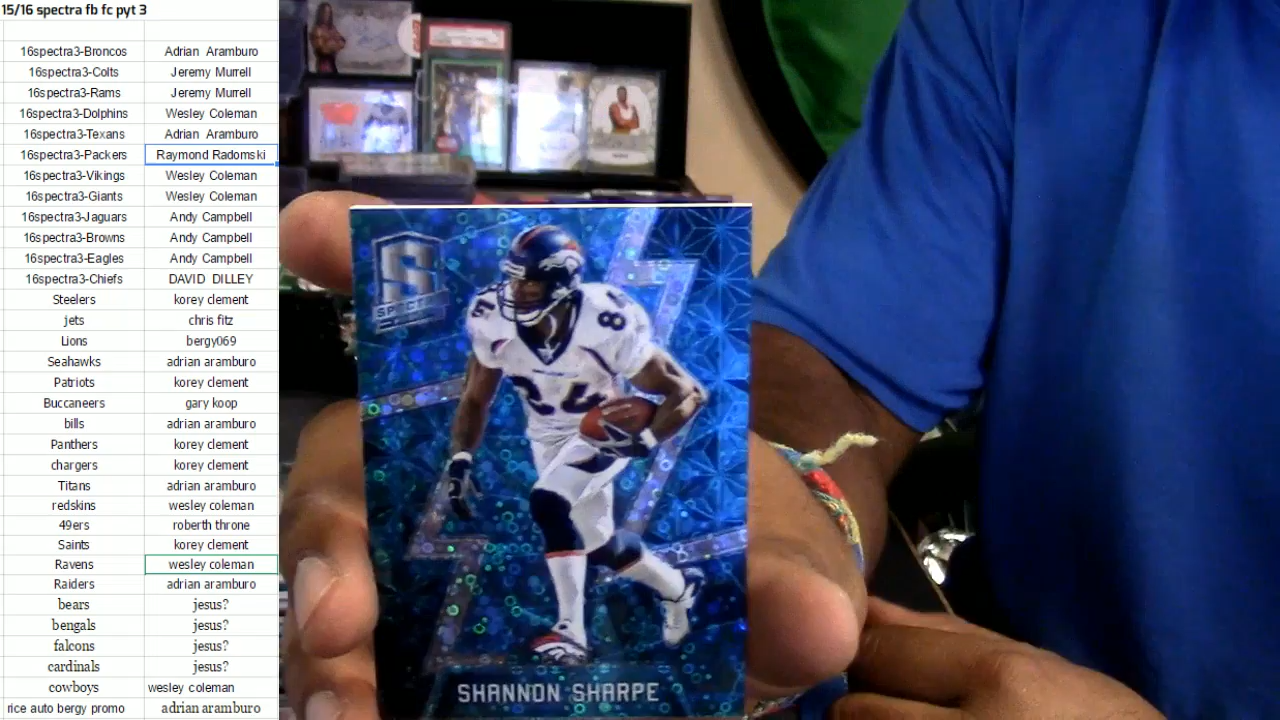 15/16 spectra fb fc pyt 3
16spectra3-Broncos Adrian Aramburo
16spectra3-Colts Jeremy Murrell
16spectra3-Rams Jeremy Murrell
16spectra3-Dolphins Wesley Coleman
16spectra3-Texans Adrian Aramburo
16spectra3-Packers Raymond Radomski
16spectra3-Vikings Wesley Coleman
16spectra3-Giants Wesley Coleman
16spectra3-Jaguars Andy Campbell
16spectra3-Browns Andy Campbell
16spectra3-Eagles Andy Campbell
16spectra3-Chiefs DAVID DILLEY
Steelers korey clement
jets chris fitz
Lions bergy069
Seahawks adrian aramburo
Patriots korey clement
Buccaneers gary koop
bills adrian aramburo
Panthers korey clement
chargers korey clement
Titans adrian aramburo
redskins wesley coleman
49ers roberth throne
Saints korey clement
Ravens wesley coleman
Raiders adrian aramburo
bears jesus?
bengals jesus?
falcons jesus?
cardinals jesus?
cowboys wesley coleman
rice auto bergy promo adrian aramburo
S
84
SHANNON SHARPE